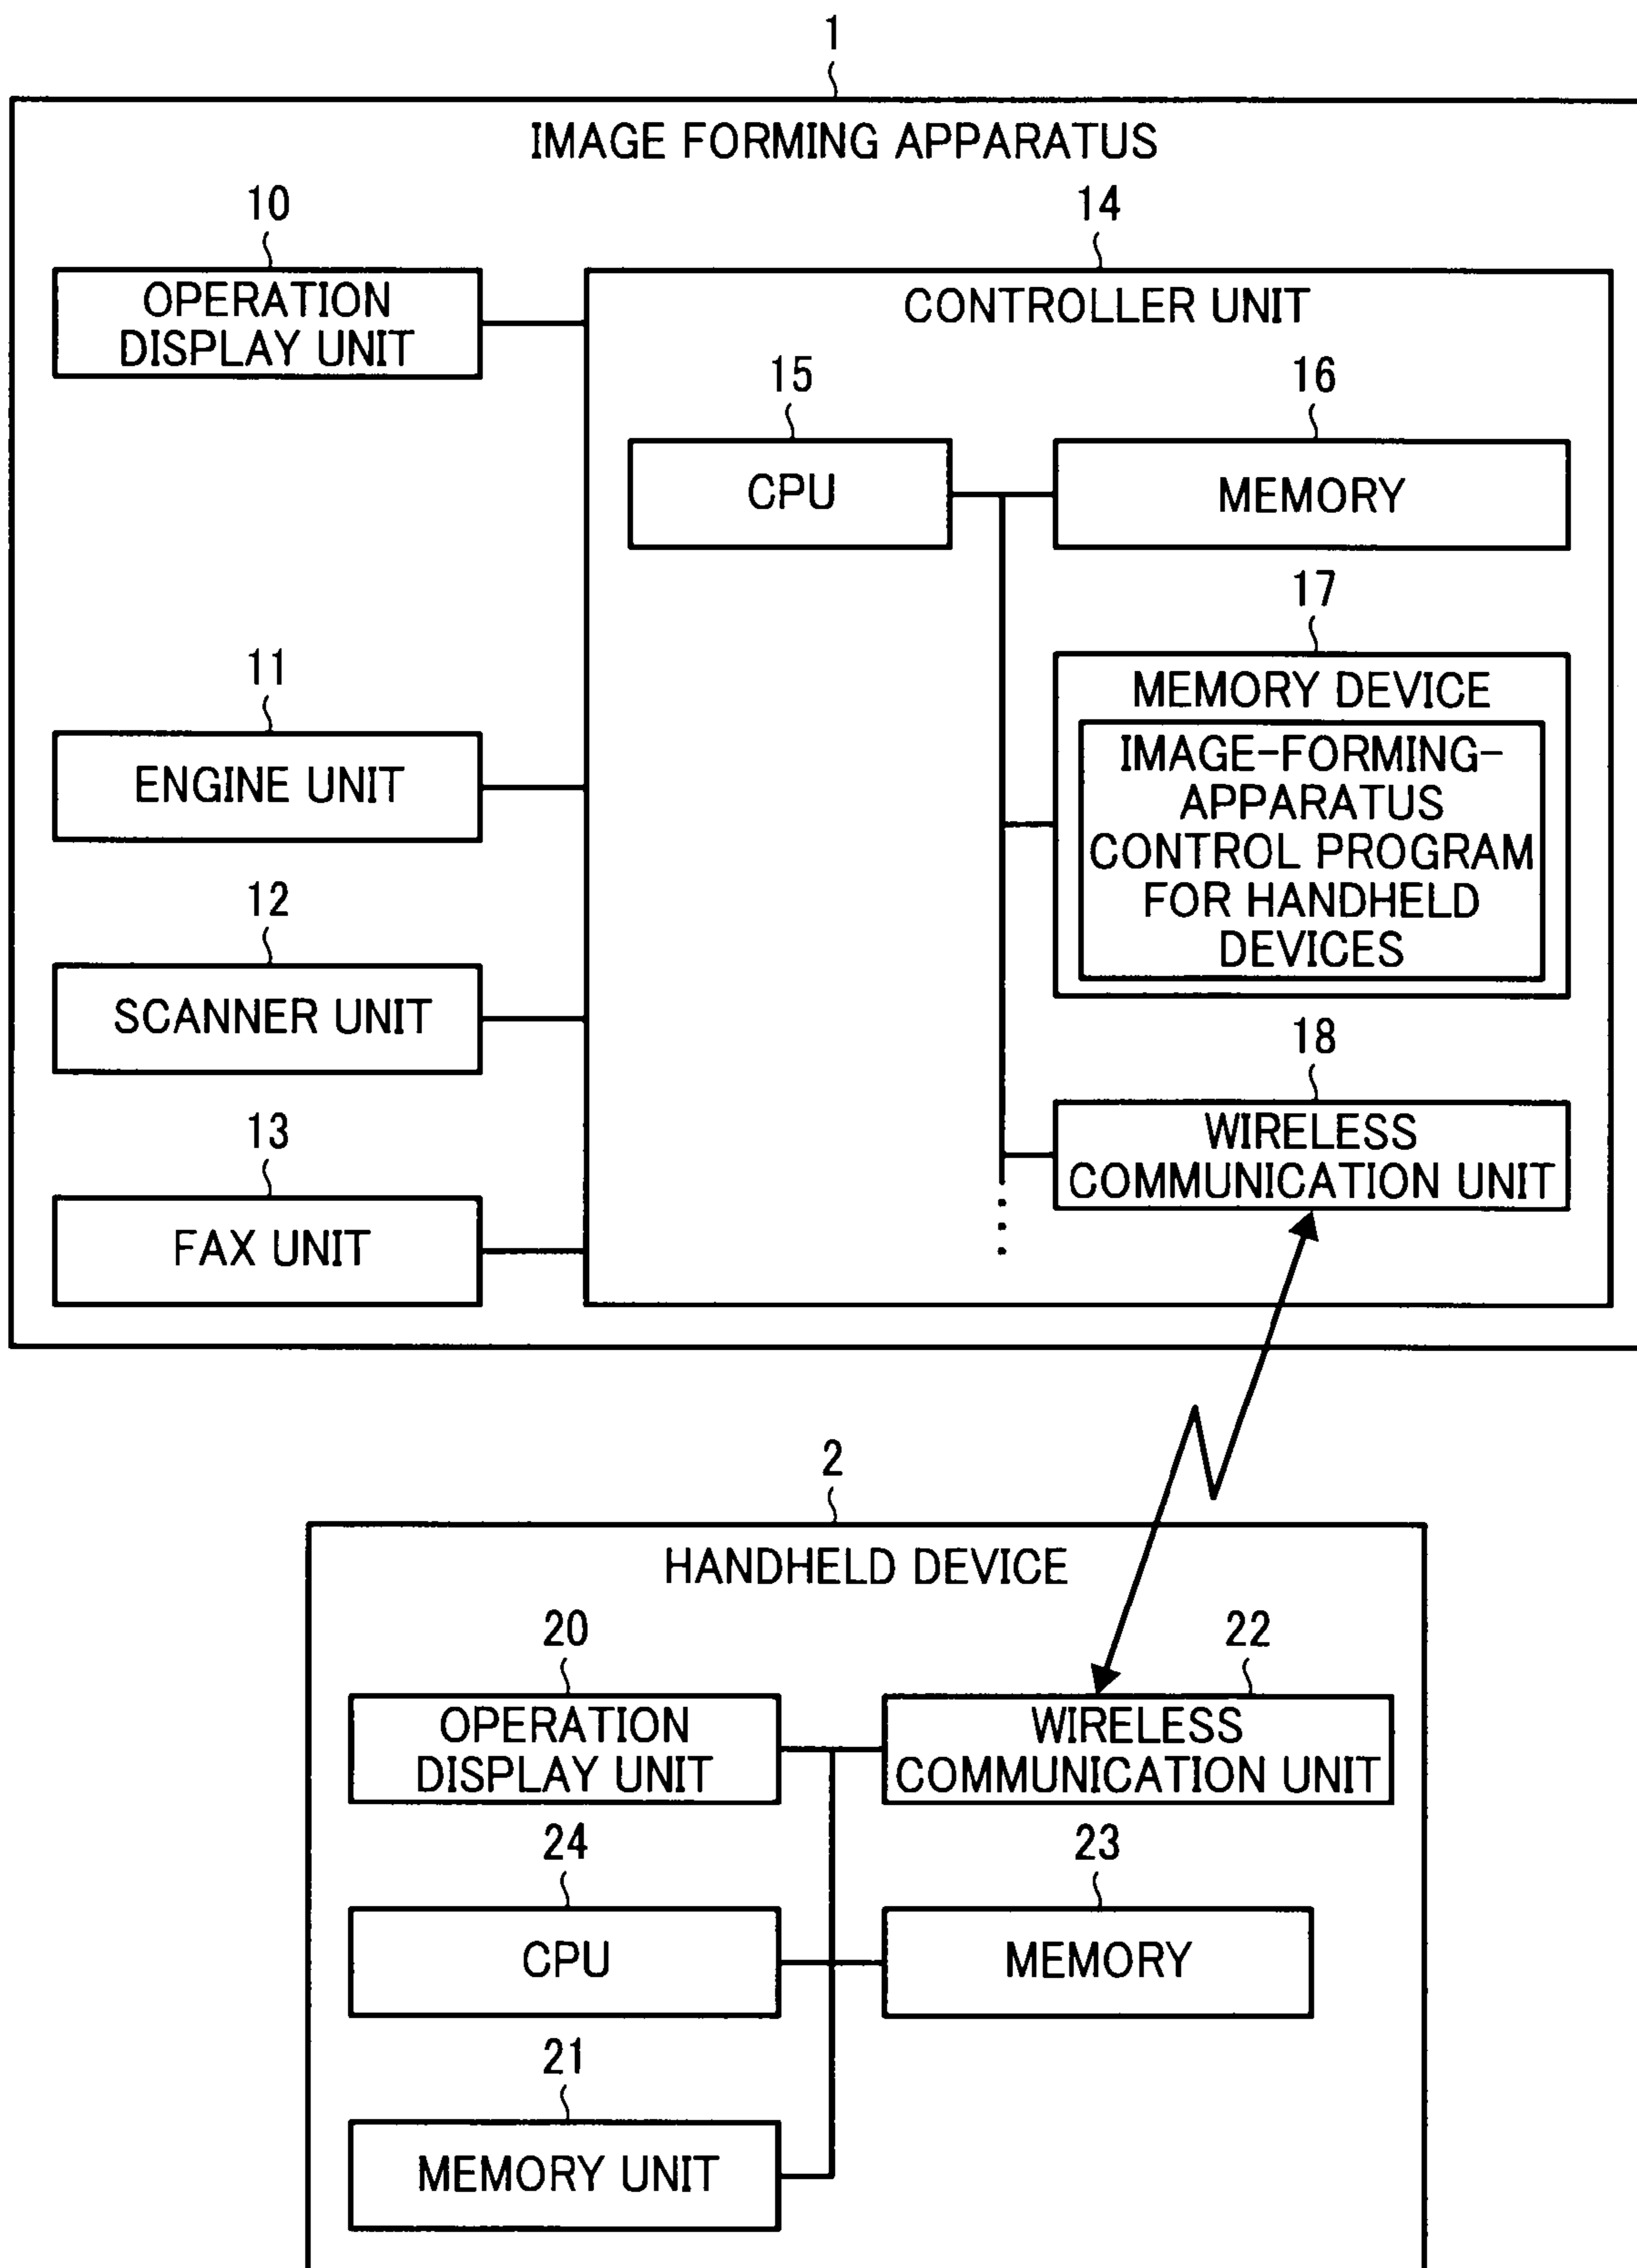 1
IMAGE FORMING APPARATUS
10
OPERATION
DISPLAY UNIT
11
ENGINE UNIT
12
SCANNER UNIT
13
FAX UNIT
14
CONTROLLER UNIT
15
CPU
16
MEMORY
17
MEMORY DEVICE
IMAGE-FORMING-
APPARATUS
CONTROL PROGRAM
FOR HANDHELD
DEVICES
18
WIRELESS
COMMUNICATION UNIT
2
HANDHELD DEVICE
20
OPERATION
DISPLAY UNIT
22
WIRELESS
COMMUNICATION UNIT
24
CPU
23
MEMORY
21
MEMORY UNIT